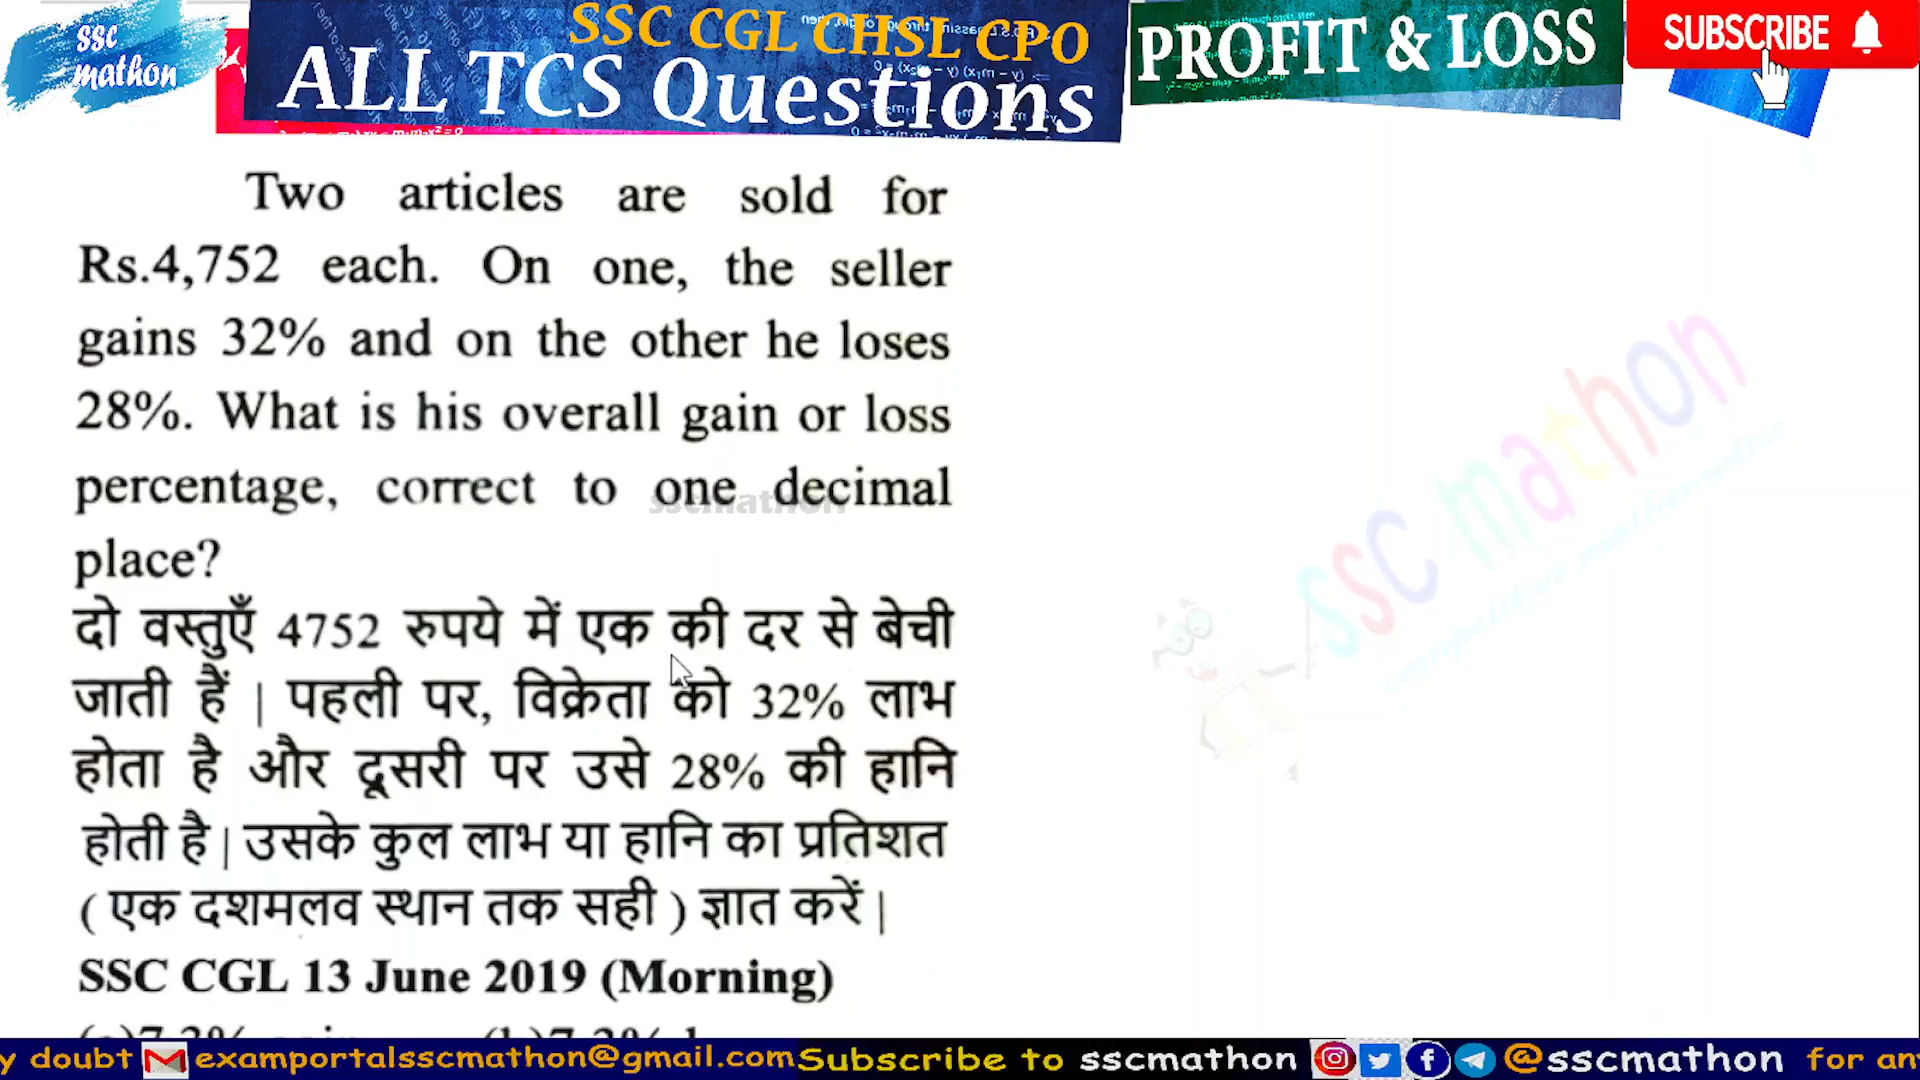 ssc
mathon
SSC CGL CHSL CPO
ALL TCS Questions
PROFIT & LOSS
SUBSCRIBE
Two articles are sold for
Rs.4,752 each. On one, the seller
gains 32% and on the other he loses
28%. What is his overall gain or loss
percentage, correct to one decimal
place?
sscmathon
दो वस्तुएँ 4752 रुपये में एक की दर से बेची
जाती हैं | पहली पर, विक्रेता को 32% लाभ
होता है और दूसरी पर उसे 28% की हानि
होती है | उसके कुल लाभ या हानि का प्रतिशत
( एक दशमलव स्थान तक सही ) ज्ञात करें |
SSC CGL 13 June 2019 (Morning)
ssc mathon
y doubt examportalsscmathon@gmail.com Subscribe to sscmathon @sscmathon for an